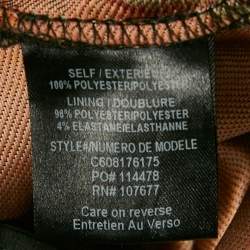 SELF / EXTERIEUR
100% POLYESTER/POLYESTER
LINING / DOUBLURE
96% POLYESTER/POLYESTER
4% ELASTANE/ELASTHANNE
STYLE#/NUMERO DE MODELE
C608176175
PO# 114478
RN# 107677
Care on reverse
Entretien Au Verso